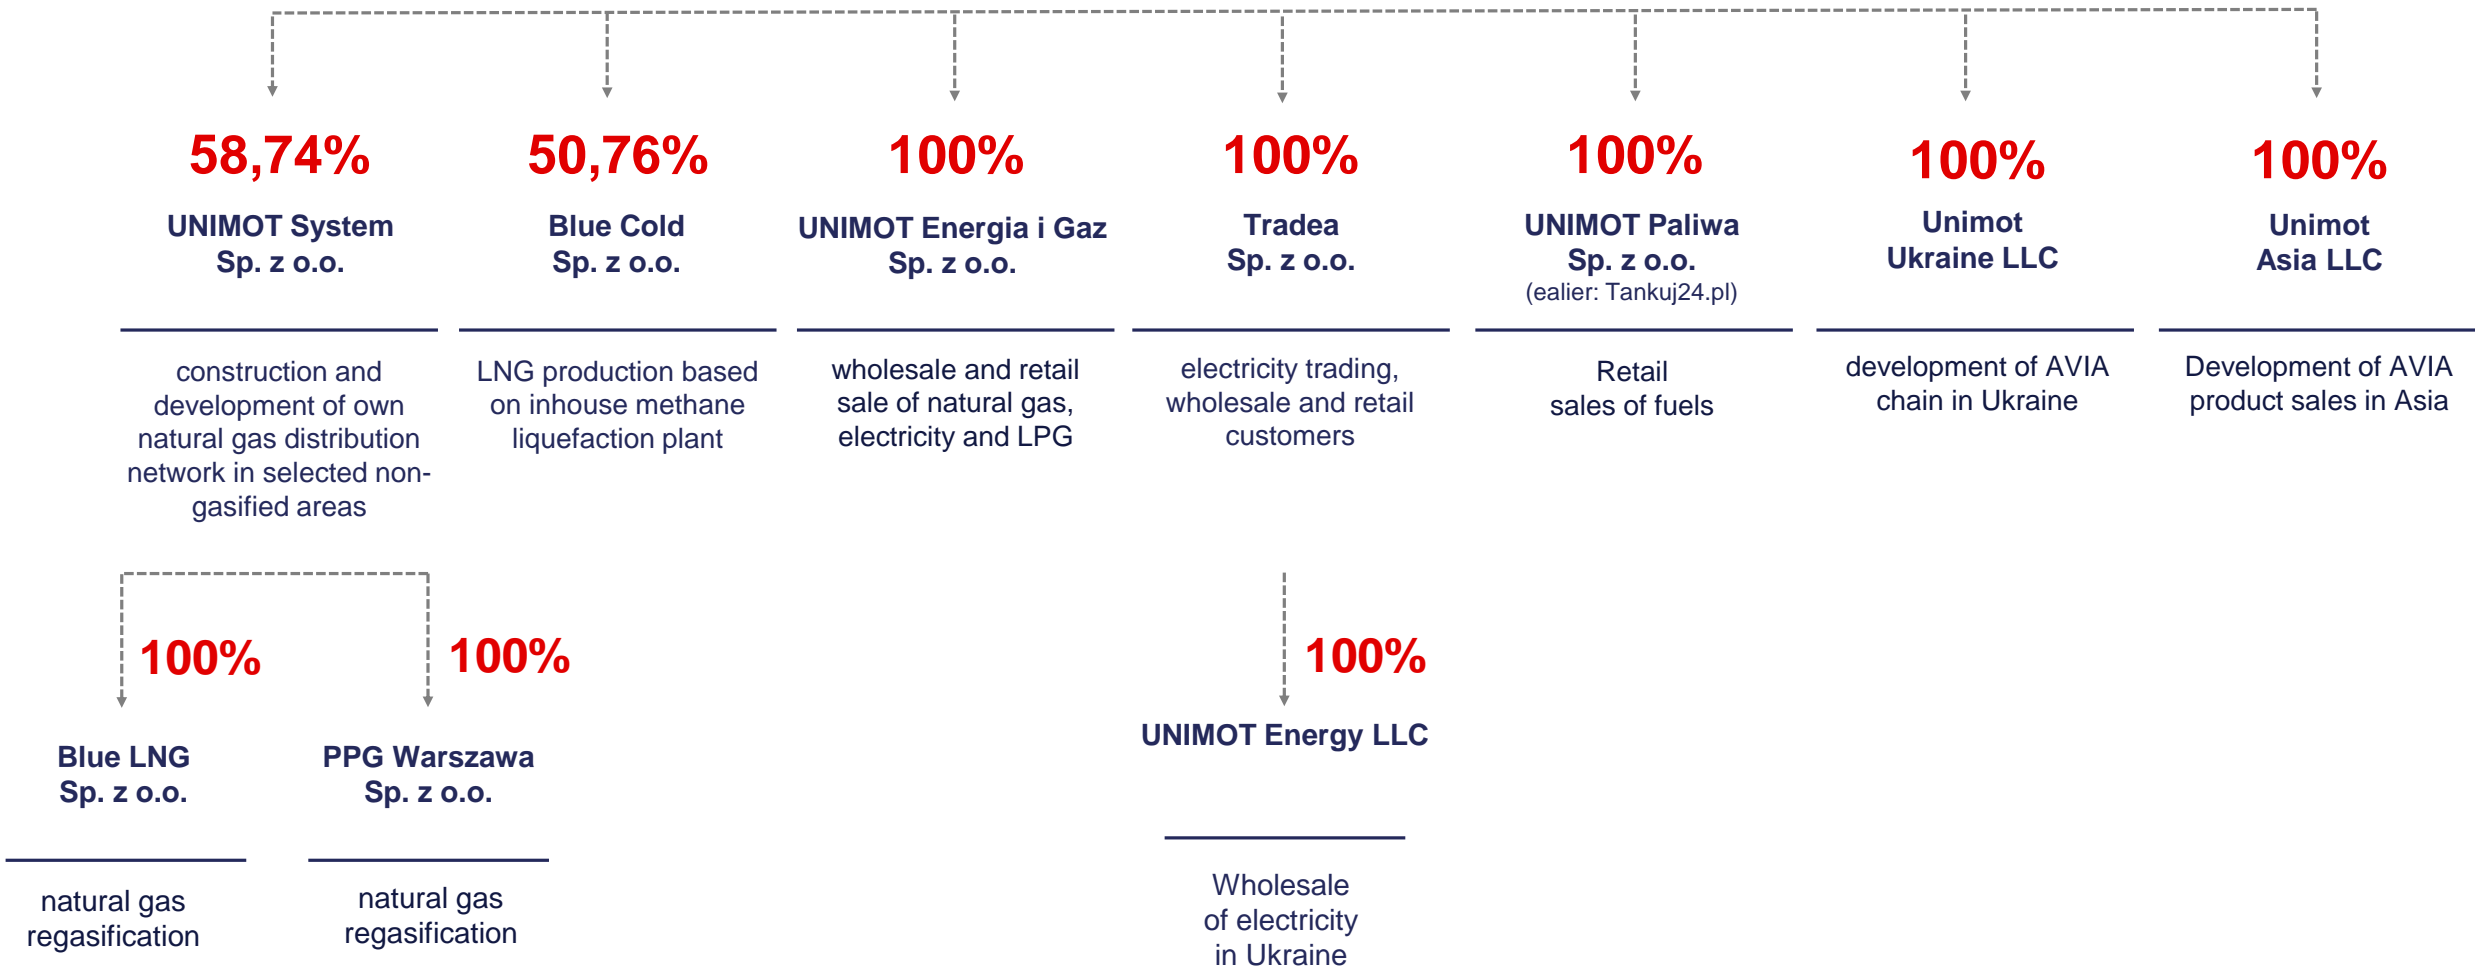 58,74%
UNIMOT System
Sp. z o.o.
construction and
development of own
natural gas distribution
network in selected non-
gasified areas
50,76%
Blue Cold
Sp. z o.o.
LNG production based
on inhouse methane
liquefaction plant
100%
UNIMOT Energia i Gaz
Sp. z o.o.
wholesale and retail
sale of natural gas,
electricity and LPG
100%
Tradea
Sp. z o.o.
electricity trading,
wholesale and retail
customers
100%
UNIMOT Paliwa
Sp. z o.o.
(ealier: Tankuj24.pl)
Retail
sales of fuels
100%
Unimot
Ukraine LLC
development of AVIA
chain in Ukraine
100%
Unimot
Asia LLC
Development of AVIA
product sales in Asia
100%
Blue LNG
Sp. z o.o.
natural gas
regasification
100%
PPG Warszawa
Sp. z o.o.
natural gas
regasification
100%
UNIMOT Energy LLC
Wholesale
of electricity
in Ukraine